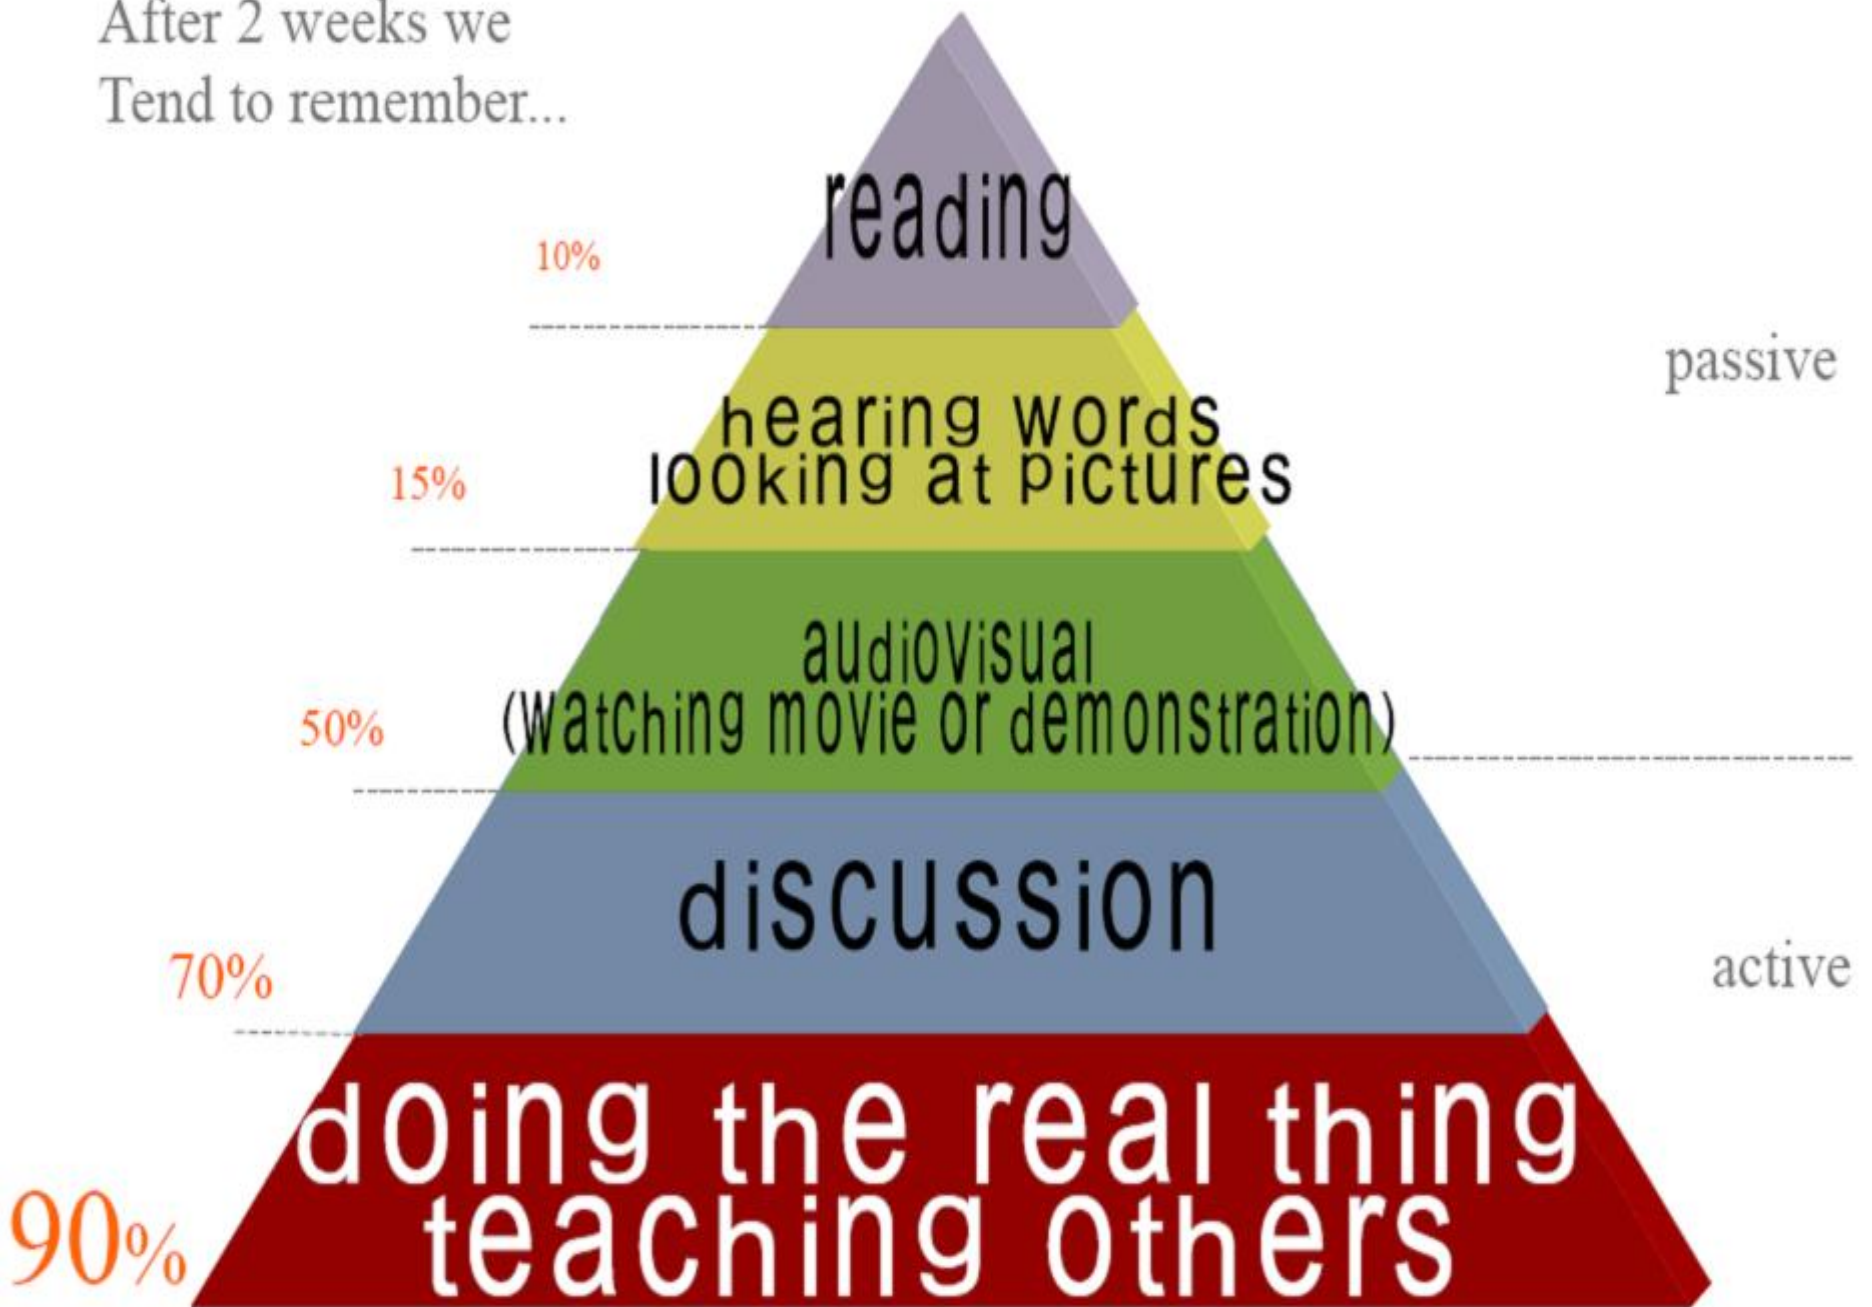 After 2 weeks we
Tend to remember...
reading
10%
passive
hearing words
looking at pictures
15%
audiovisual
(watching movie or demonstration)
50%
discussion
70%
active
doing the real thing
teaching others
90%